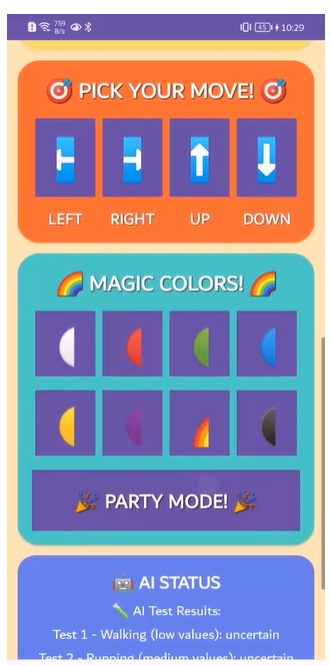 759
B/s
45
10:29
PICK YOUR MOVE!
LEFT RIGHT UP DOWN
MAGIC COLORS!
PARTY MODE!
AI STATUS
AI Test Results:
Test 1 - Walking (low values): uncertain
Test 2 - Running (medium values): uncertain